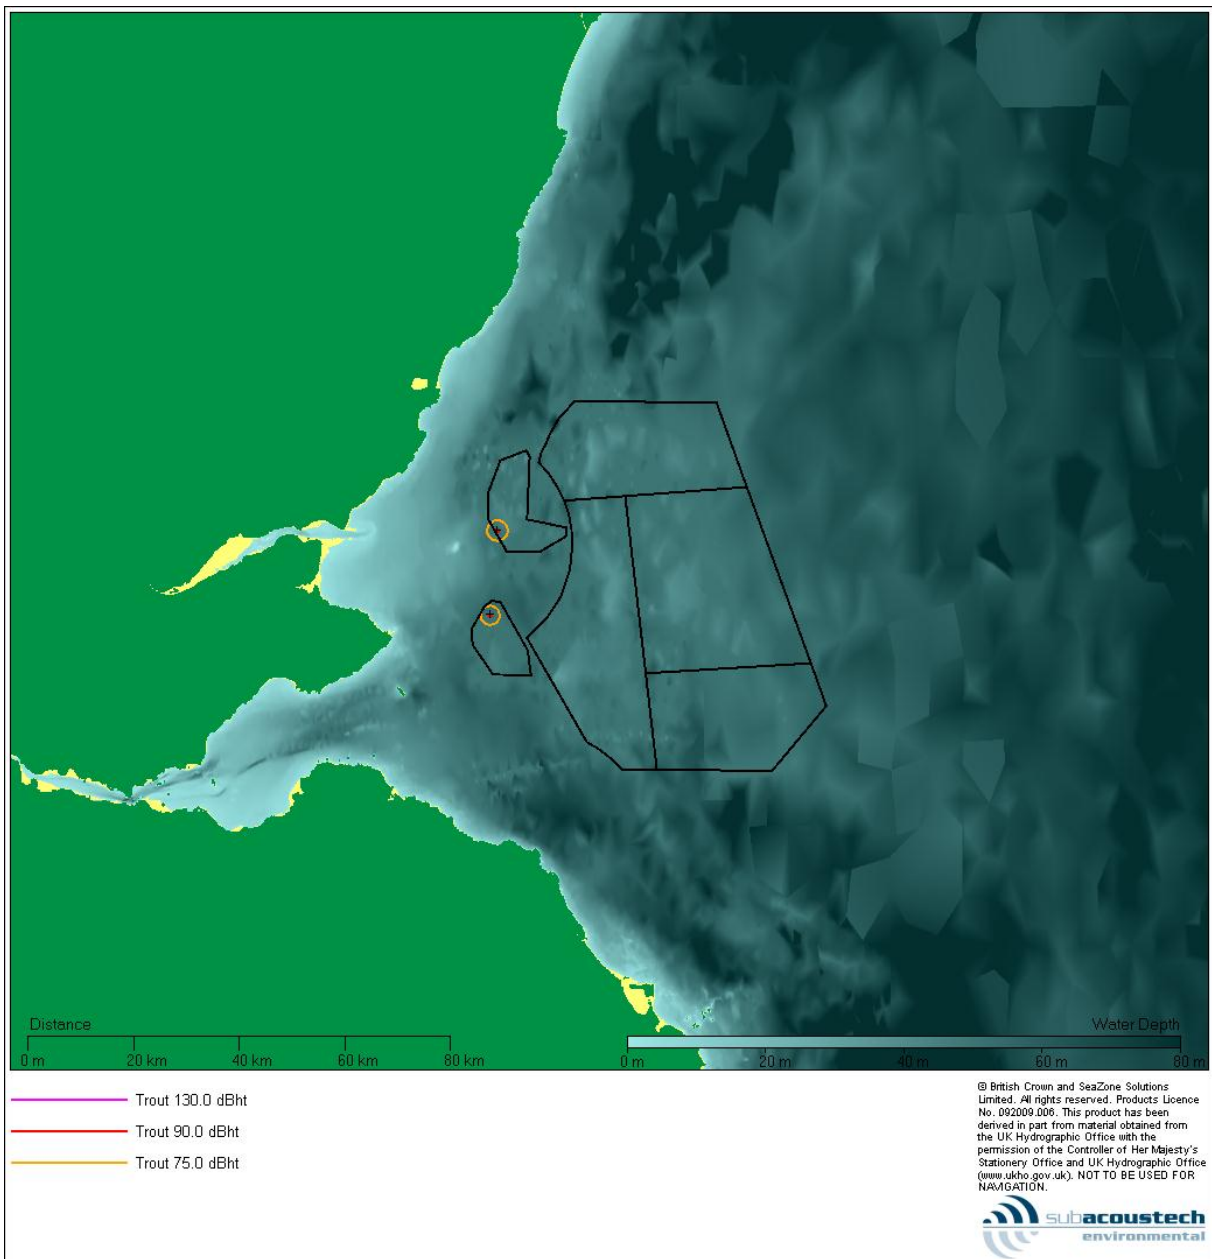 Distance
0 m 20 km 40 km 60 km 80 km
Water Depth
0 m 20 m 40 m 60 m 80 m
Trout 130.0 dBht
Trout 90.0 dBht
Trout 75.0 dBht
© British Crown and SeaZone Solutions
Limited. All rights reserved. Products Licence
No. 092009.006. This product has been
derived in part from material obtained from
the UK Hydrographic Office with the
permission of the Controller of Her Majesty's
Stationery Office and UK Hydrographic Office
(www.ukho.gov.uk). NOT TO BE USED FOR
NAVIGATION.
subacoustech
environmental